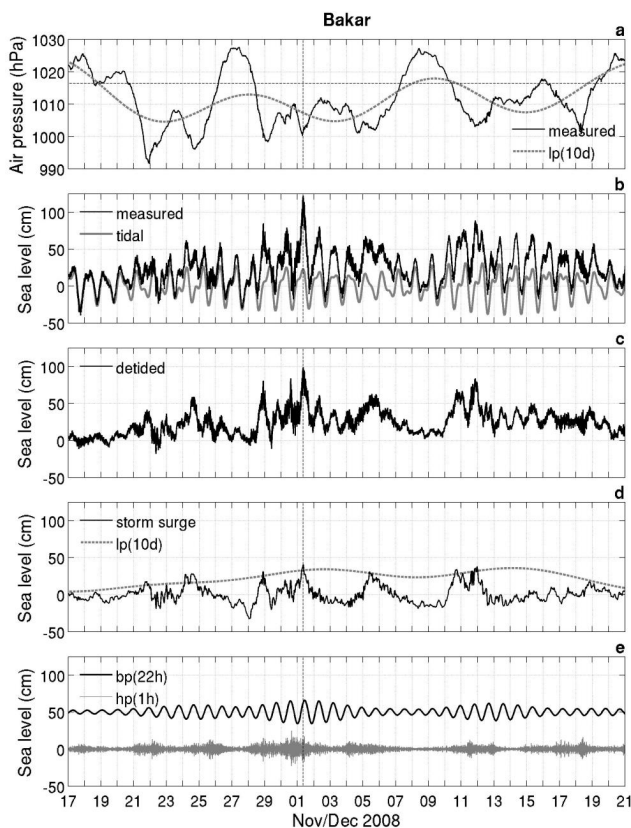 Bakar
a
1030
1020
1010
1000
990
Air pressure (hPa)
measured
lp(10d)
b
100
50
0
-50
Sea level (cm)
measured
tidal
c
100
50
0
-50
Sea level (cm)
detided
d
100
50
0
-50
Sea level (cm)
storm surge
lp(10d)
e
100
50
0
-50
Sea level (cm)
bp(22h)
hp(1h)
17 19 21 23 25 27 29 01 03 05 07 09 11 13 15 17 19 21
Nov/Dec 2008